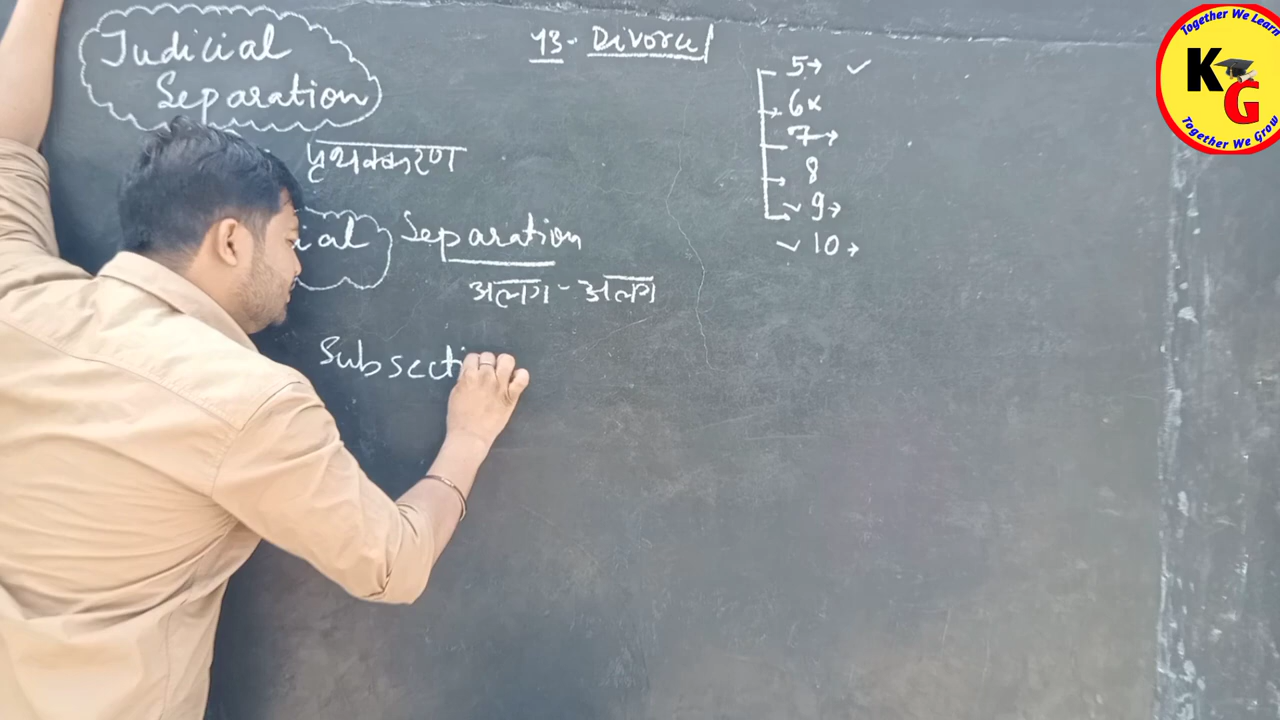 Judicial
Separation
पृथक्करण
ial Separation
अलग - अलग
Subsecti
13 - Divorce
5→ ✓
6×
7→
8
✓ 9→
✓ 10→
Together We Learn
KG
Together We Grow